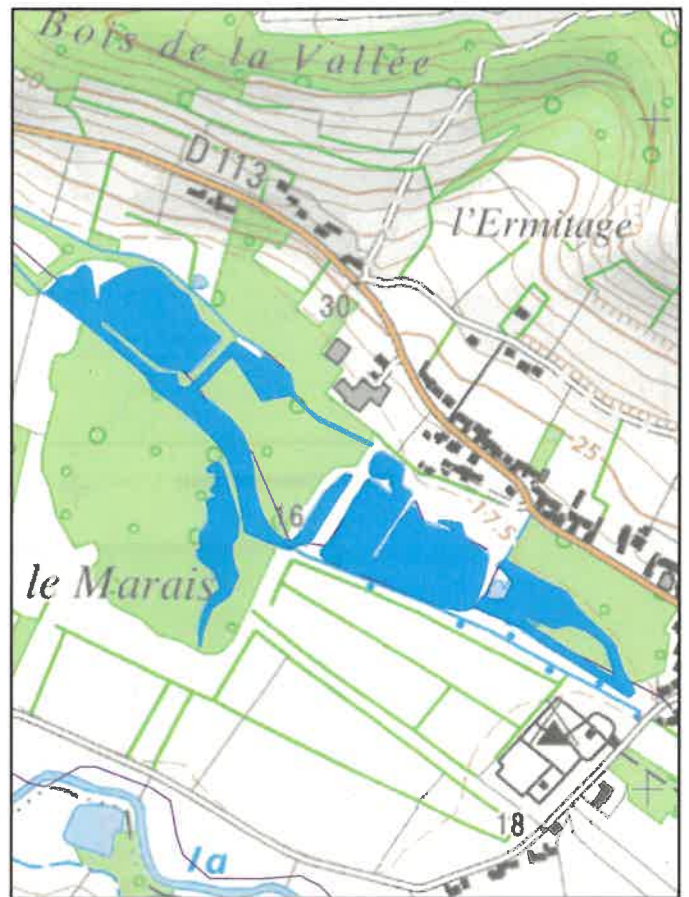 Bois de la Vallée
D 113
l'Ermitage
30
25
17.5
16
le Marais
18
la